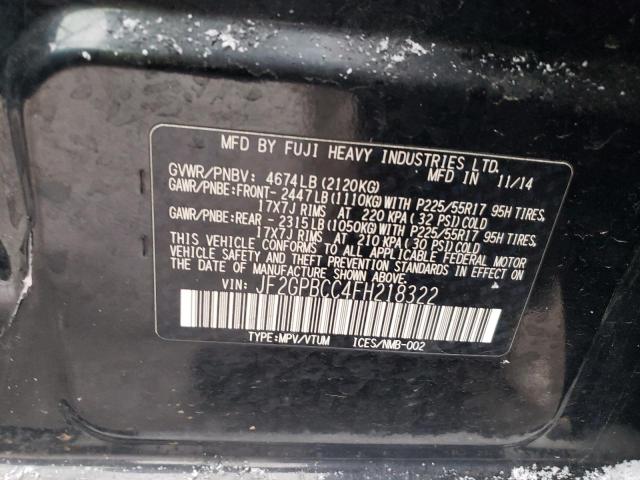 MFD BY FUJI HEAVY INDUSTRIES LTD.
GVWR/PNBV: 4674LB(2120KG) MFD IN 11/14
GAWR/PNBE:FRONT-2447LB(1110KG)WITH P225/55R17 95H TIRES,
17X7J RIMS AT 220 KPA(32 PSI)COLD
GAWR/PNBE:REAR -2315LB(1050KG)WITH P225/55R17 95H TIRES,
17X7J RIMS AT 210 KPA(30 PSI)COLD
THIS VEHICLE CONFORMS TO ALL APPLICABLE FEDERAL MOTOR
VEHICLE SAFETY AND THEFT PREVENTION STANDARDS IN EFFECT
ON THE DATE OF MANUFACTURE SHOWN ABOVE.
VIN: JF2GPBCC4FH218322
TYPE:MPV/VTUM ICES/NMB-002